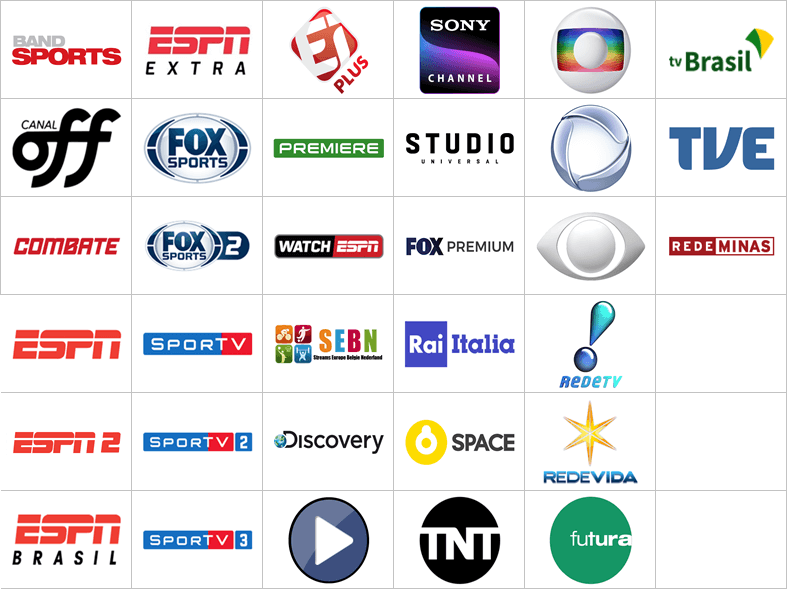 BAND
SPORTS
ESPN
EXTRA
EI
PLUS
SONY
CHANNEL
tv Brasil
CANAL
off
FOX
SPORTS
PREMIERE
STUDIO
UNIVERSAL
TVE
COMBATE
FOX
SPORTS 2
WATCH ESPN
FOX PREMIUM
REDE MINAS
ESPN
SPORTV
SEBN
Streams Europe Belgie Nederland
Rai Italia
REDETV
ESPN 2
SPORTV 2
DISCOVERY
SPACE
REDEVIDA
ESPN
BRASIL
SPORTV 3
TNT
futura